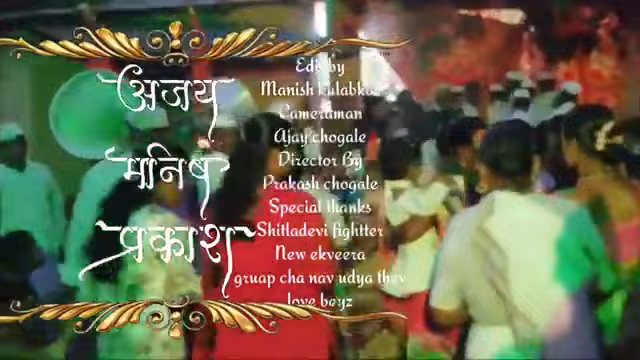 अजय
मनिष
प्रकाश
Edit by
Manish
Cameraman
Ajay chogale
Director By
Prakash chogale
Special thanks
Shitladevi fightter
New ekveera
gruap cha nav udya thev
love boyz